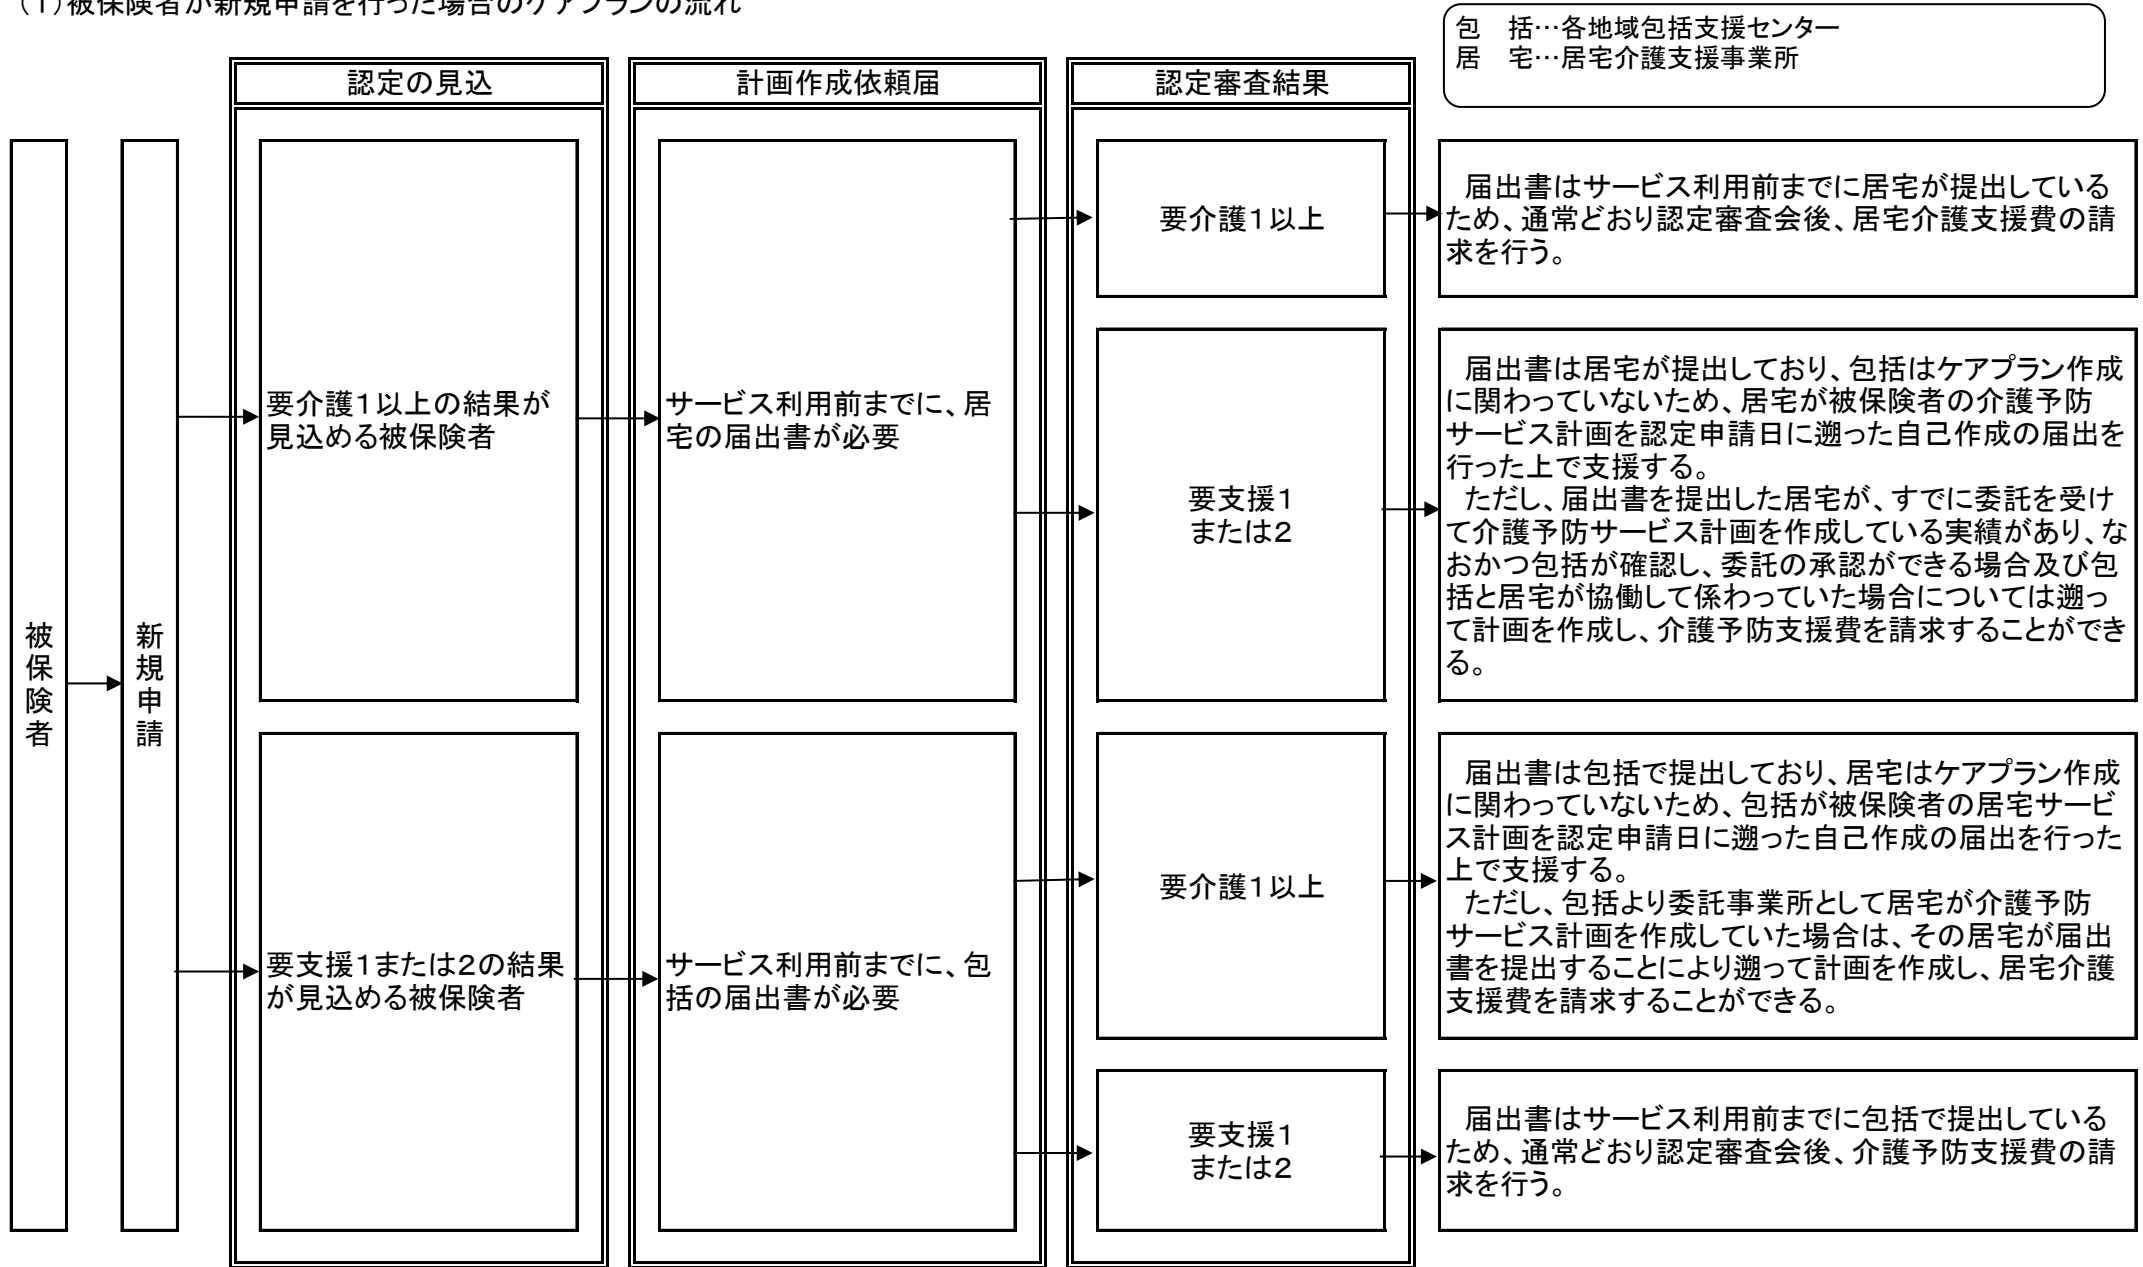 (1)被保険者が新規申請を行った場合のケアプランの流れ
包　括…各地域包括支援センター
居　宅…居宅介護支援事業所
認定の見込
計画作成依頼届
認定審査結果
被保険者
新規申請
要介護1以上の結果が
見込める被保険者
サービス利用前までに、居
宅の届出書が必要
要介護1以上
届出書はサービス利用前までに居宅が提出している
ため、通常どおり認定審査会後、居宅介護支援費の請
求を行う。
要支援1
または2
届出書は居宅が提出しており、包括はケアプラン作成
に関わっていないため、居宅が被保険者の介護予防
サービス計画を認定申請日に遡った自己作成の届出を
行った上で支援する。
ただし、届出書を提出した居宅が、すでに委託を受け
て介護予防サービス計画を作成している実績があり、な
おかつ包括が確認し、委託の承認ができる場合及び包
括と居宅が協働して係わっていた場合については遡っ
て計画を作成し、介護予防支援費を請求することができ
る。
要支援1または2の結果
が見込める被保険者
サービス利用前までに、包
括の届出書が必要
要介護1以上
届出書は包括で提出しており、居宅はケアプラン作成
に関わっていないため、包括が被保険者の居宅サービ
ス計画を認定申請日に遡った自己作成の届出を行った
上で支援する。
ただし、包括より委託事業所として居宅が介護予防
サービス計画を作成していた場合は、その居宅が届出
書を提出することにより遡って計画を作成し、居宅介護
支援費を請求することができる。
要支援1
または2
届出書はサービス利用前までに包括で提出している
ため、通常どおり認定審査会後、介護予防支援費の請
求を行う。